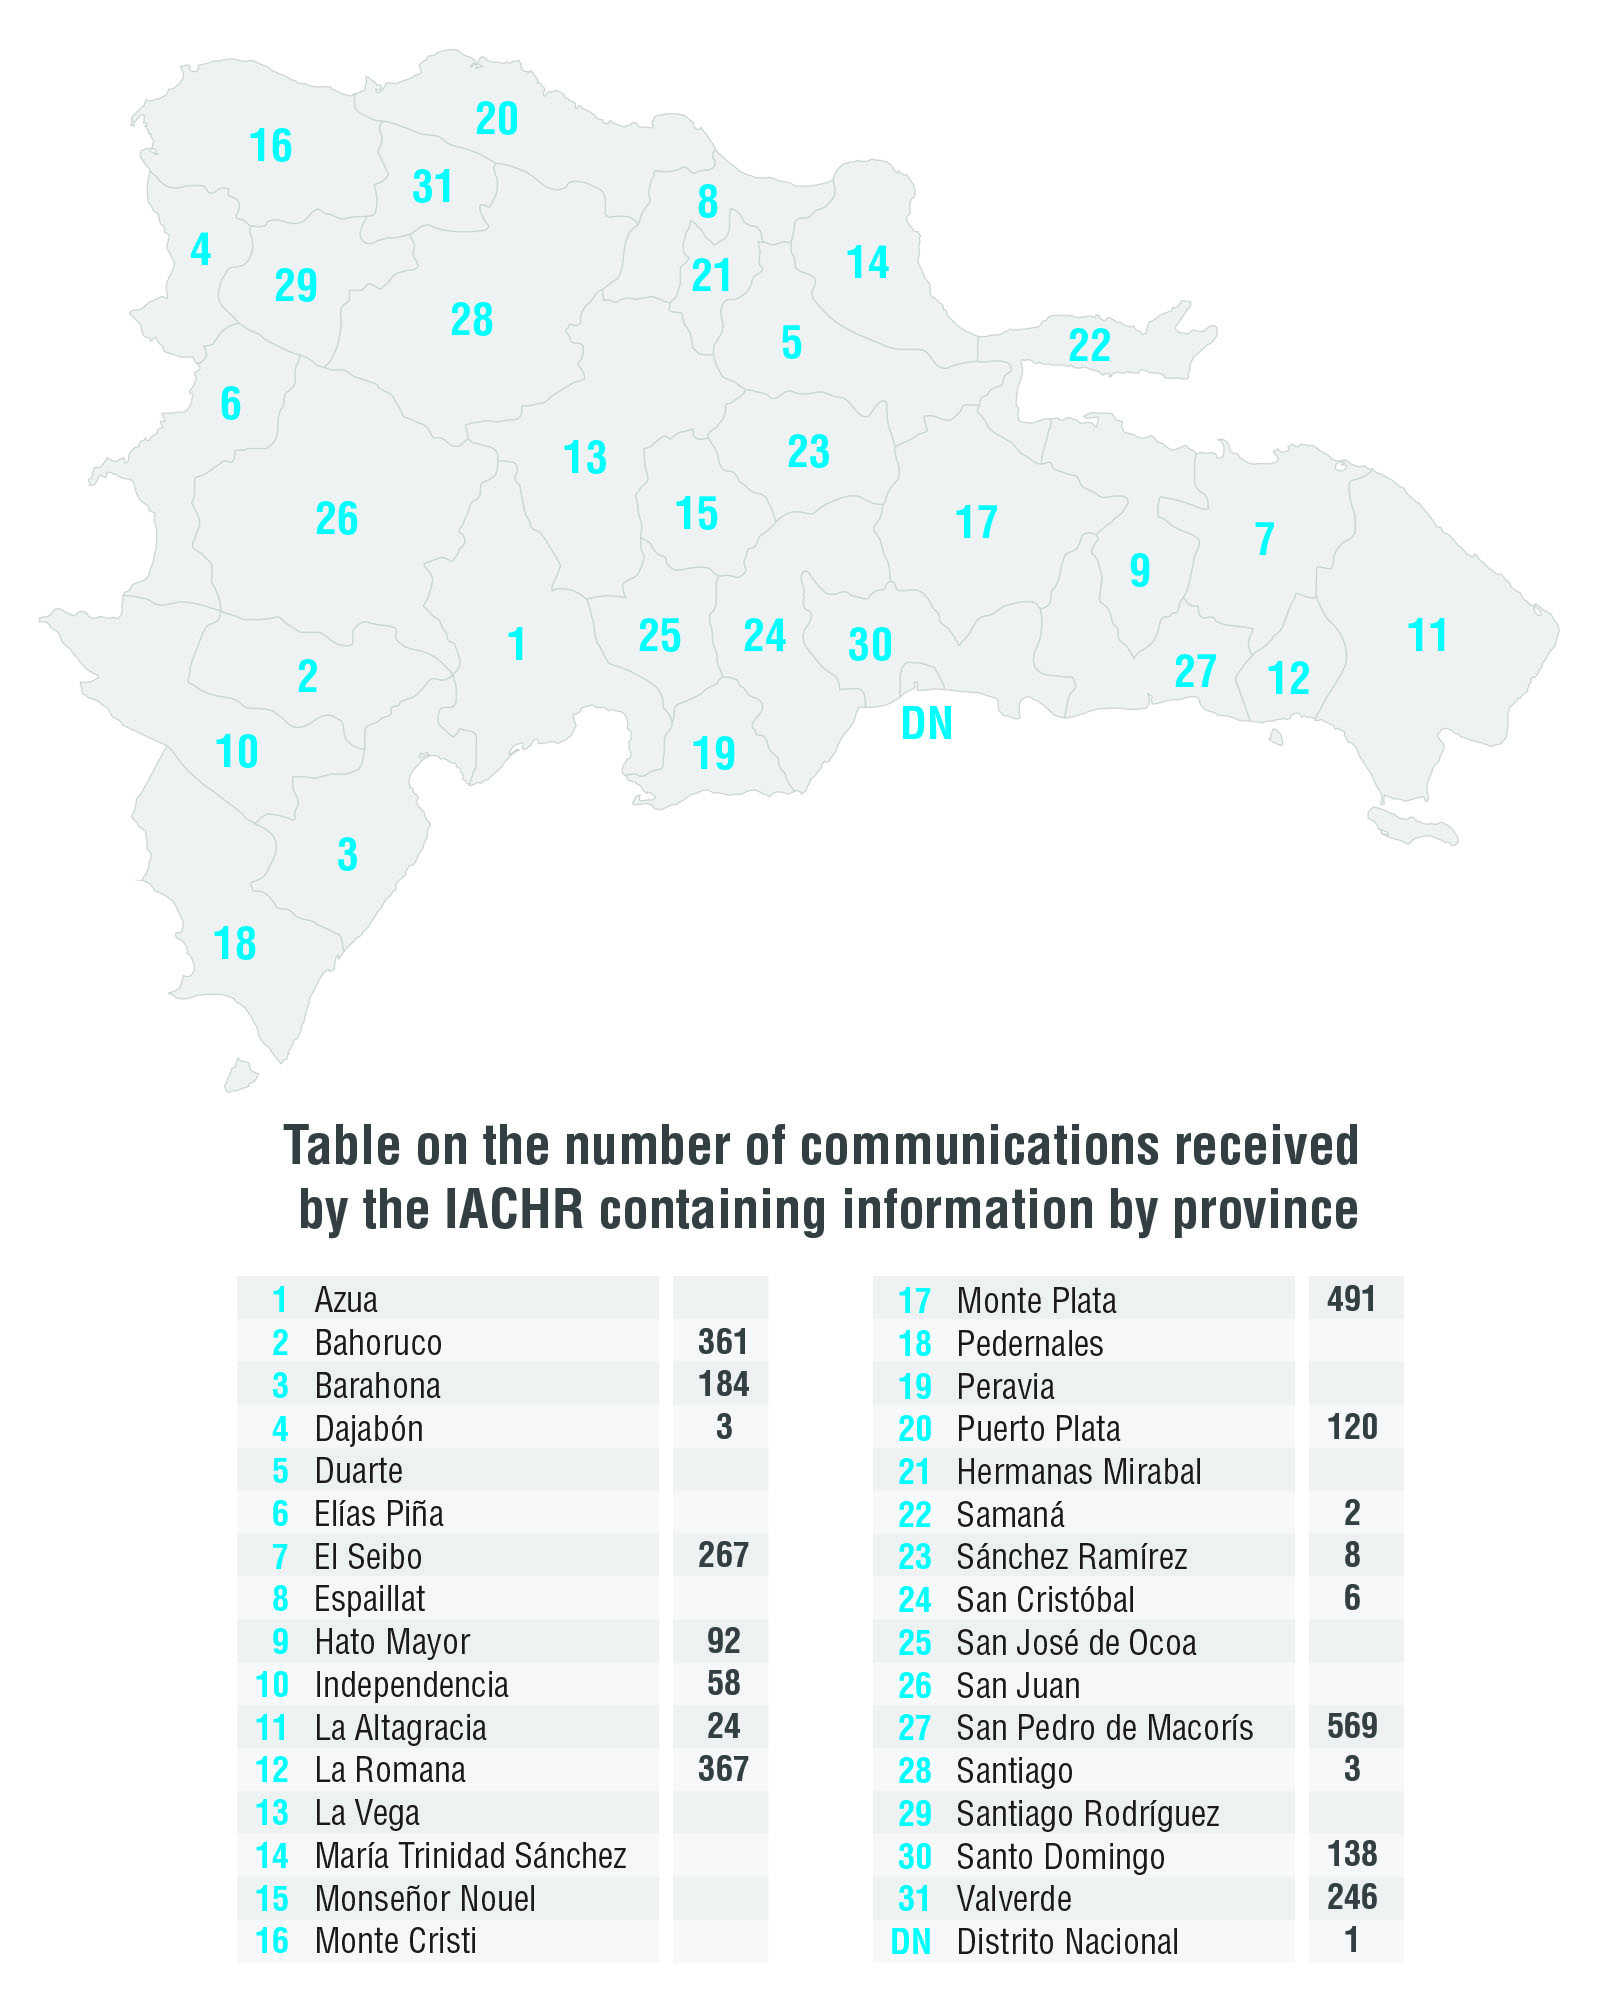 20
16
31
8
4
14
21
29
28
5
22
6
13
23
15
26
17
7
9
1
25
24
30
11
2
27
12
DN
10
19
3
18
Table on the number of communications received
by the IACHR containing information by province
1 Azua
2 Bahoruco 361
3 Barahona 184
4 Dajabón 3
5 Duarte
6 Elías Piña
7 El Seibo 267
8 Espaillat
9 Hato Mayor 92
10 Independencia 58
11 La Altagracia 24
12 La Romana 367
13 La Vega
14 María Trinidad Sánchez
15 Monseñor Nouel
16 Monte Cristi
17 Monte Plata 491
18 Pedernales
19 Peravia
20 Puerto Plata 120
21 Hermanas Mirabal
22 Samaná 2
23 Sánchez Ramírez 8
24 San Cristóbal 6
25 San José de Ocoa
26 San Juan
27 San Pedro de Macorís 569
28 Santiago 3
29 Santiago Rodríguez
30 Santo Domingo 138
31 Valverde 246
DN Distrito Nacional 1